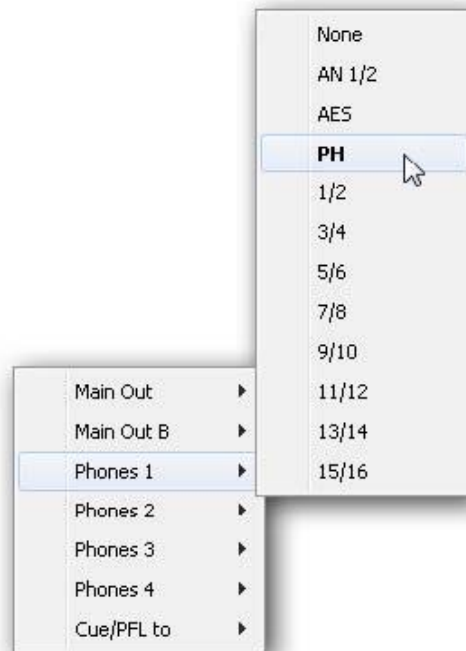 None
AN 1/2
AES
PH
1/2
3/4
5/6
7/8
9/10
11/12
13/14
15/16
Main Out
Main Out B
Phones 1
Phones 2
Phones 3
Phones 4
Cue/PFL to